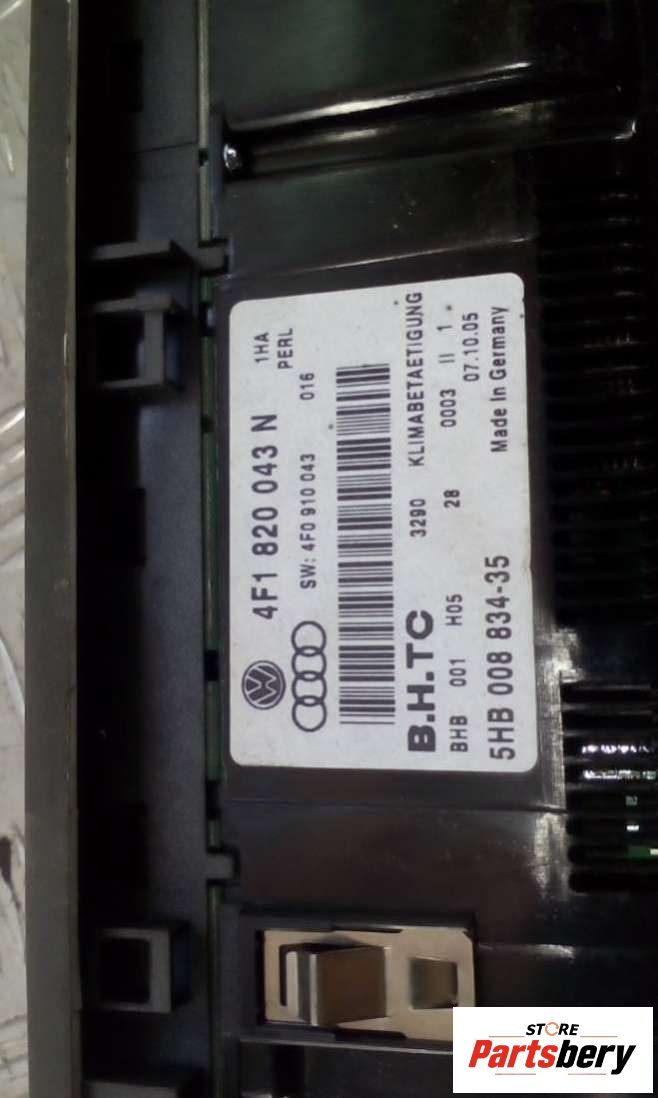 4F1 820 043 N 1HA
PERL
SW: 4F0 910 043 016
B.H.TC 3290 KLIMABETAETIGUNG
BHB 001 H05 28 0003 II 1
07.10.05
5HB 008 834-35 Made in Germany
STORE
Partsbery